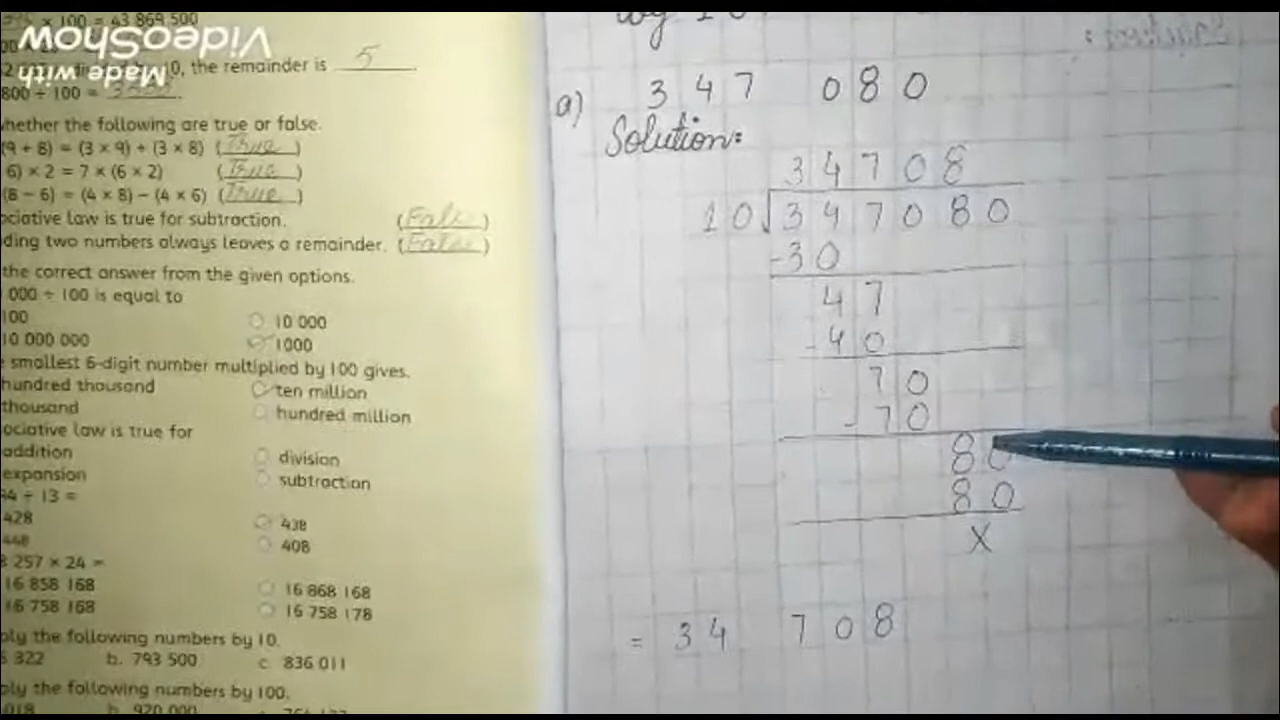 × 100 = 43 869 500
0, the remainder is 5.
800 ÷ 100 =
whether the following are true or false.
(9 + 8) = (3 × 9) + (3 × 8) (True)
6) × 2 = 7 × (6 × 2) (True)
(8 − 6) = (4 × 8) − (4 × 6) (True)
ociative law is true for subtraction. (False)
ding two numbers always leaves a remainder. (False)
the correct answer from the given options.
000 ÷ 100 is equal to
100 10 000
10 000 000 1000
smallest 6-digit number multiplied by 100 gives.
hundred thousand ten million
thousand hundred million
ociative law is true for
addition division
expansion subtraction
÷ 13 =
428 438
448 408
257 × 24 =
16 858 168 16 868 168
16 758 168 16 758 178
ply the following numbers by 10.
322 b. 793 500 c. 836 011
ply the following numbers by 100.
018 b. 920 000
Made with
VideoShow
by
Solution:
a) 347 080
Solution:
34708
10√347080
-30
47
-40
70
-70
80
80
X
= 34 708